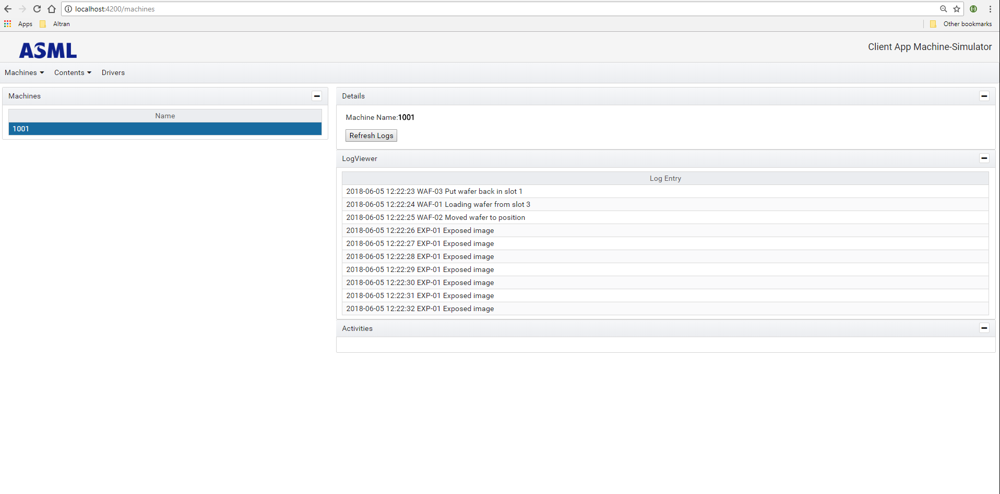 localhost:4200/machines
Apps Altran Other bookmarks
ASML
Client App Machine-Simulator
Machines Contents Drivers
Machines
Name
1001
Details
Machine Name:1001
Refresh Logs
LogViewer
Log Entry
2018-06-05 12:22:23 WAF-03 Put wafer back in slot 1
2018-06-05 12:22:24 WAF-01 Loading wafer from slot 3
2018-06-05 12:22:25 WAF-02 Moved wafer to position
2018-06-05 12:22:26 EXP-01 Exposed image
2018-06-05 12:22:27 EXP-01 Exposed image
2018-06-05 12:22:28 EXP-01 Exposed image
2018-06-05 12:22:29 EXP-01 Exposed image
2018-06-05 12:22:30 EXP-01 Exposed image
2018-06-05 12:22:31 EXP-01 Exposed image
2018-06-05 12:22:32 EXP-01 Exposed image
Activities